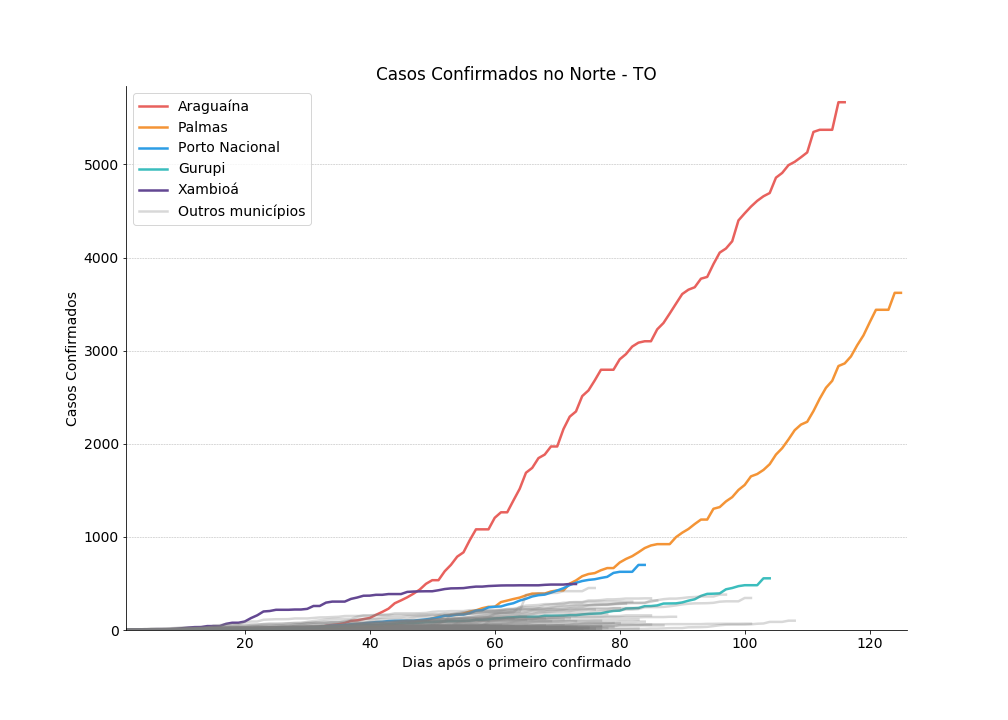 Casos Confirmados no Norte - TO
Araguaína
Palmas
Porto Nacional
Gurupi
Xambioá
Outros municípios
Casos Confirmados
5000
4000
3000
2000
1000
0
20 40 60 80 100 120
Dias após o primeiro confirmado